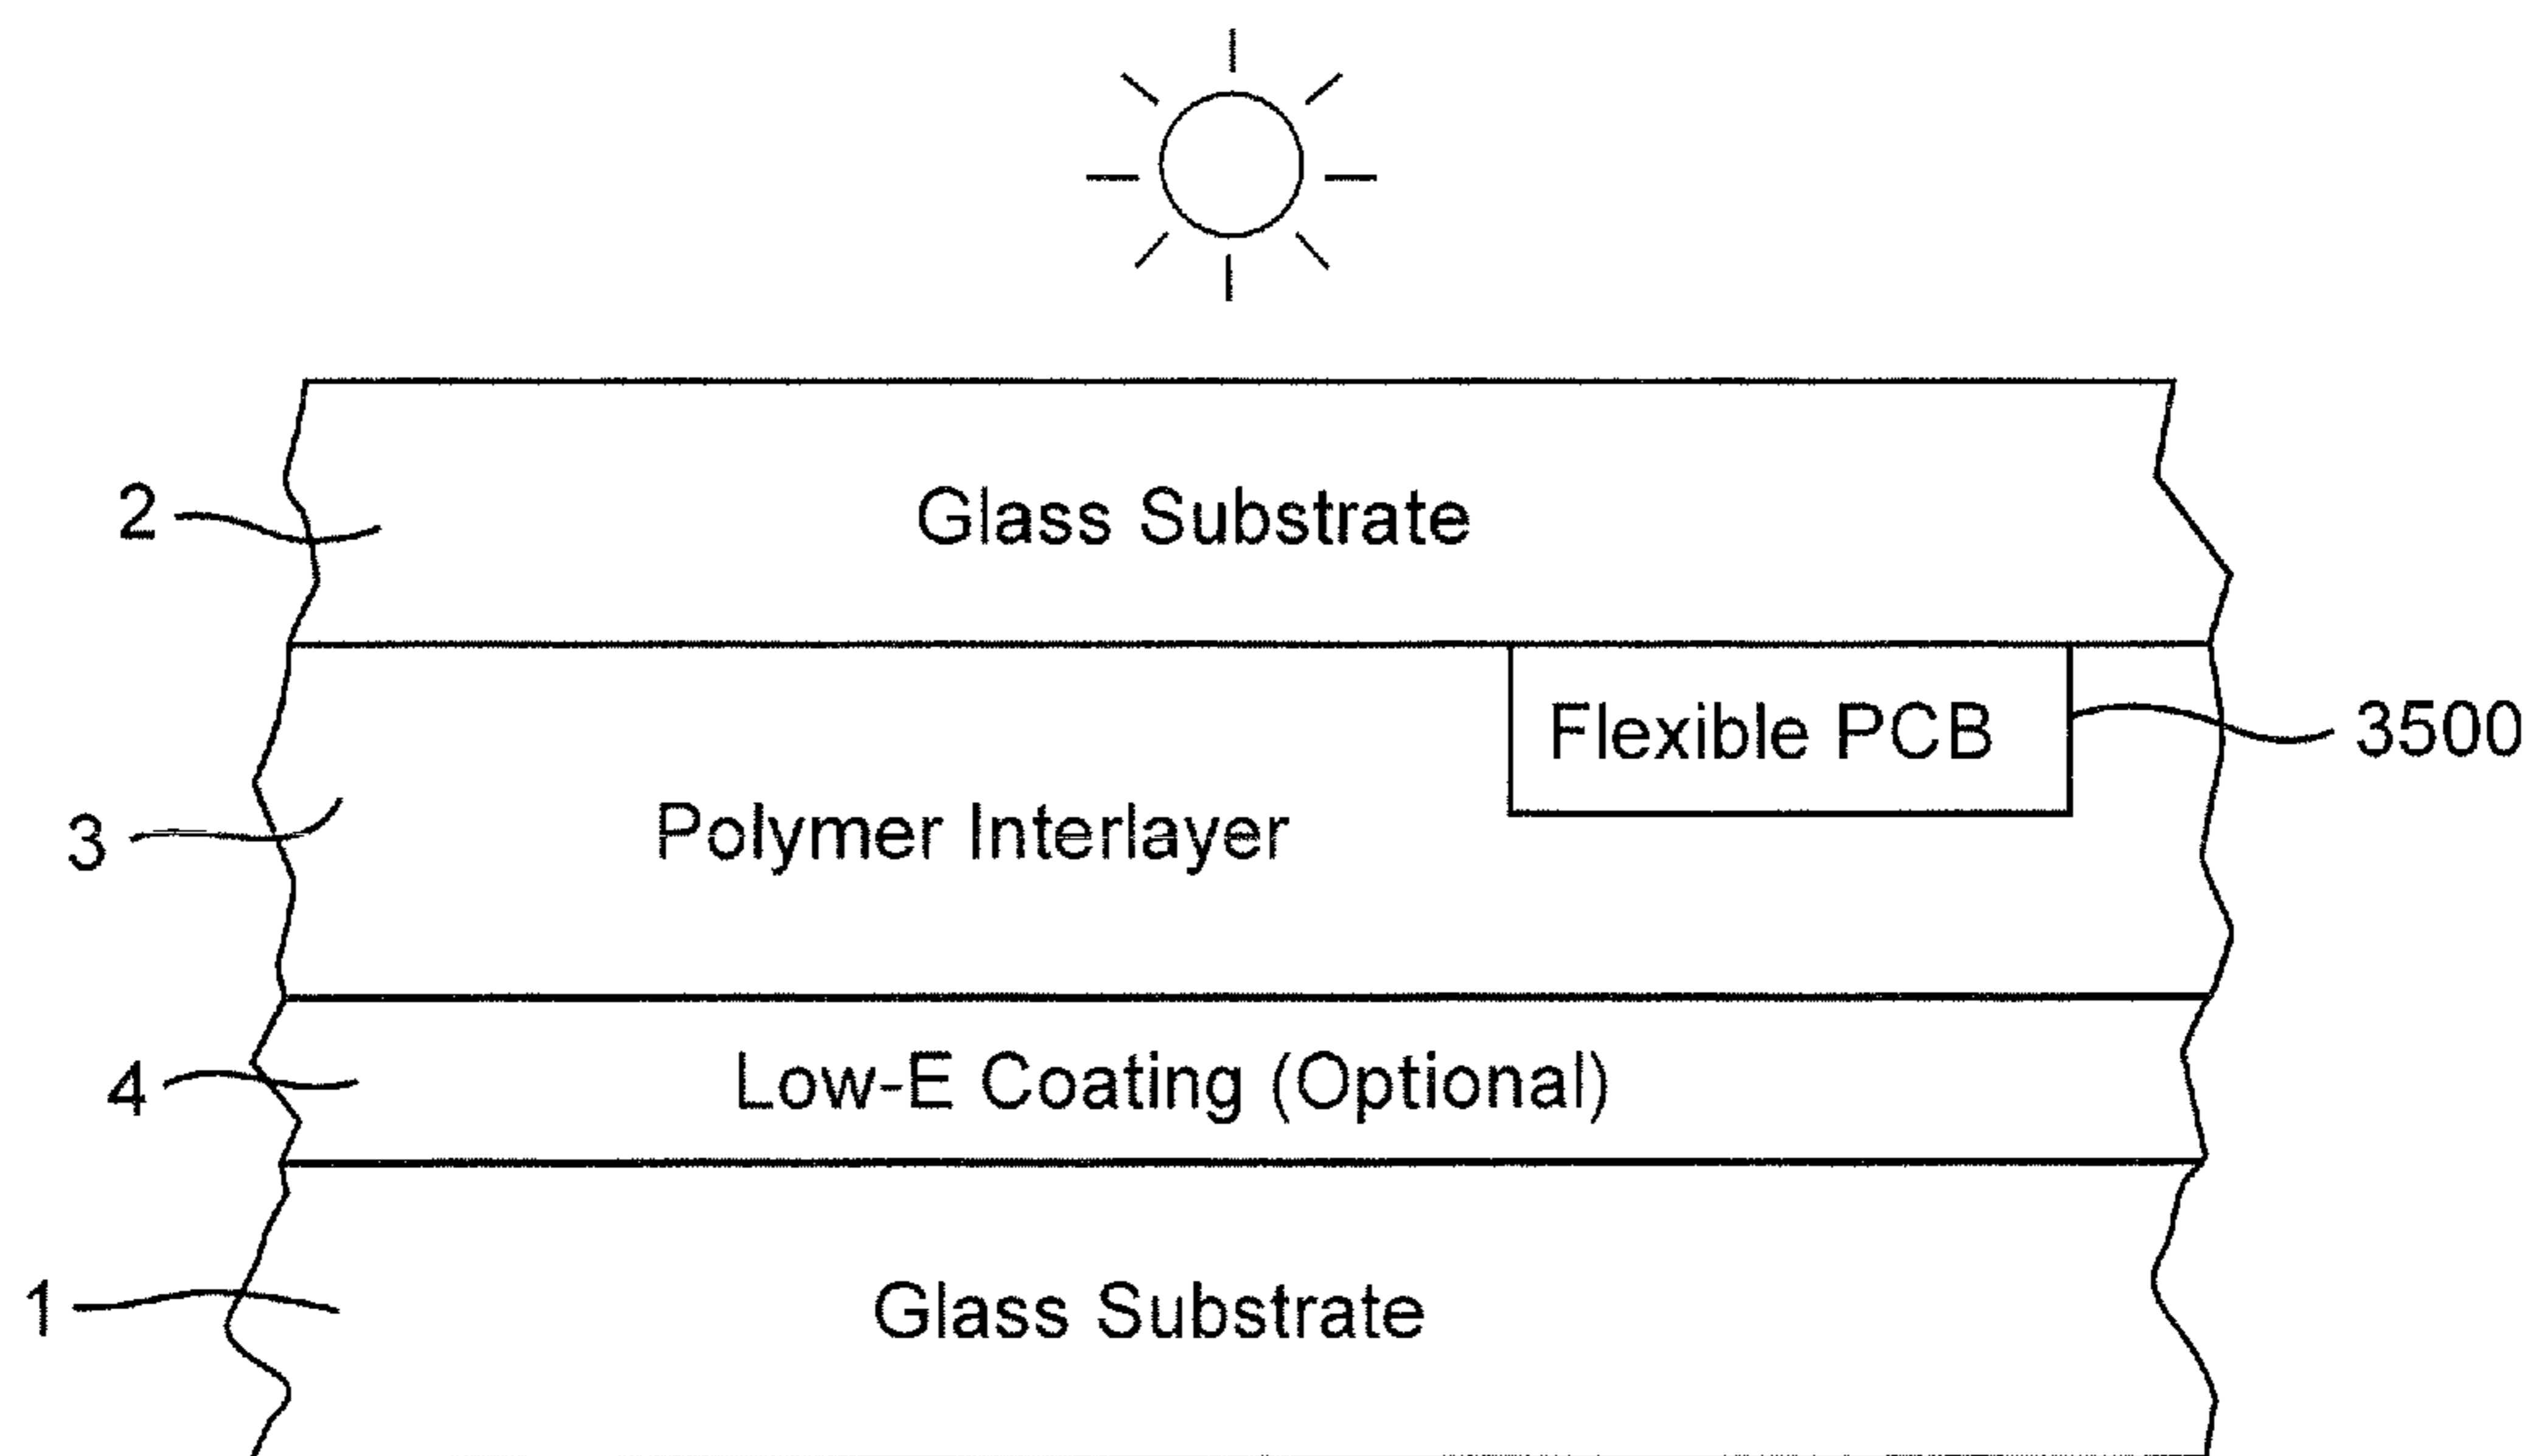 2
Glass Substrate
Flexible PCB
3500
3
Polymer Interlayer
4
Low-E Coating (Optional)
1
Glass Substrate